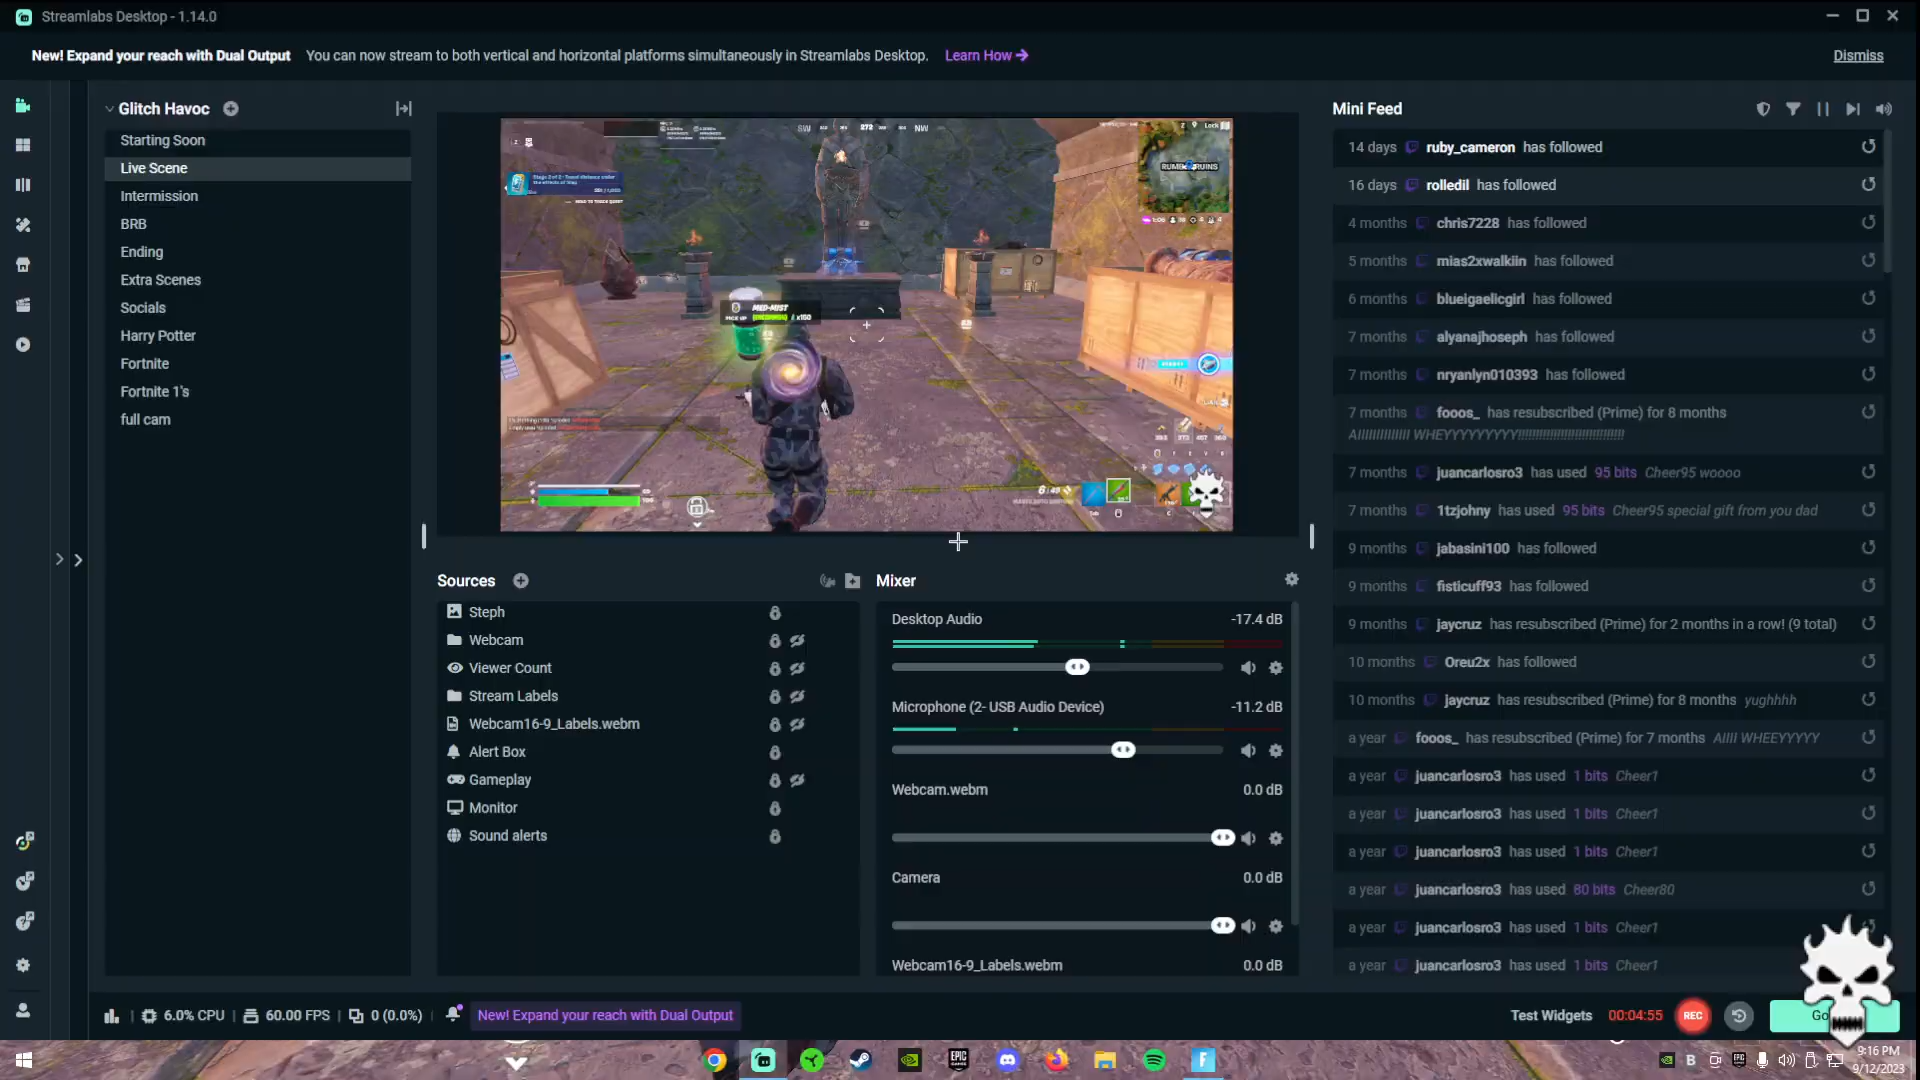 Streamlabs Desktop - 1.14.0
New! Expand your reach with Dual Output You can now stream to both vertical and horizontal platforms simultaneously in Streamlabs Desktop. Learn How
Dismiss
Glitch Havoc
Starting Soon
Live Scene
Intermission
BRB
Ending
Extra Scenes
Socials
Harry Potter
Fortnite
Fortnite 1's
full cam
SW 272 NW
Lock
MED-MIST
PICK UP
x150
Sources
Steph
Webcam
Viewer Count
Stream Labels
Webcam16-9_Labels.webm
Alert Box
Gameplay
Monitor
Sound alerts
Mixer
Desktop Audio -17.4 dB
Microphone (2- USB Audio Device) -11.2 dB
Webcam.webm 0.0 dB
Camera 0.0 dB
Webcam16-9_Labels.webm 0.0 dB
Mini Feed
14 days ruby_cameron has followed
16 days rolledil has followed
4 months chris7228 has followed
5 months mias2xwalkiin has followed
6 months blueigaelicgirl has followed
7 months alyanajhoseph has followed
7 months nryanlyn010393 has followed
7 months fooos_ has resubscribed (Prime) for 8 months
7 months juancarlosro3 has used 95 bits Cheer95 woooo
7 months 1tzjohny has used 95 bits Cheer95 special gift from you dad
9 months jabasini100 has followed
9 months fisticuff93 has followed
9 months jaycruz has resubscribed (Prime) for 2 months in a row! (9 total)
10 months Oreu2x has followed
10 months jaycruz has resubscribed (Prime) for 8 months yughhhh
a year fooos_ has resubscribed (Prime) for 7 months AIIII WHEEYYYYY
a year juancarlosro3 has used 1 bits Cheer1
a year juancarlosro3 has used 1 bits Cheer1
a year juancarlosro3 has used 1 bits Cheer1
a year juancarlosro3 has used 80 bits Cheer80
a year juancarlosro3 has used 1 bits Cheer1
a year juancarlosro3 has used 1 bits Cheer1
6.0% CPU 60.00 FPS 0 (0.0%) New! Expand your reach with Dual Output
Test Widgets 00:04:55 REC
EPIC GAMES
9:16 PM
9/12/2023